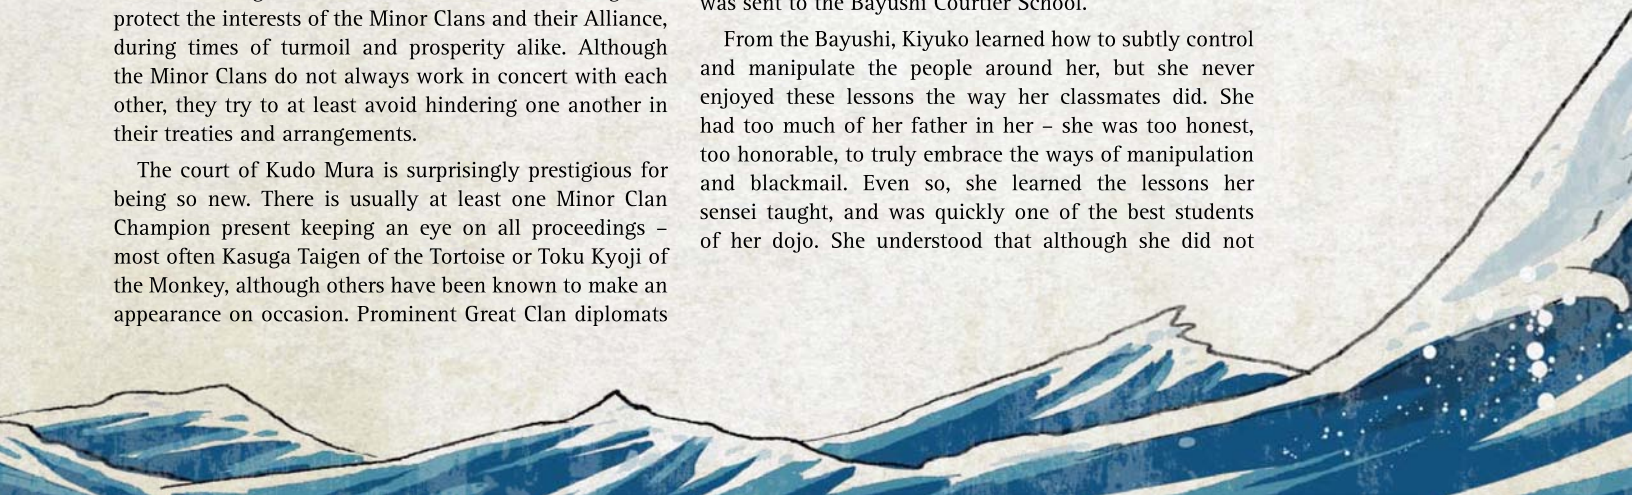 protect the interests of the Minor Clans and their Alliance,
during times of turmoil and prosperity alike. Although
the Minor Clans do not always work in concert with each
other, they try to at least avoid hindering one another in
their treaties and arrangements.
The court of Kudo Mura is surprisingly prestigious for
being so new. There is usually at least one Minor Clan
Champion present keeping an eye on all proceedings –
most often Kasuga Taigen of the Tortoise or Toku Kyoji of
the Monkey, although others have been known to make an
appearance on occasion. Prominent Great Clan diplomats
was sent to the Bayushi Courtier School.
From the Bayushi, Kiyuko learned how to subtly control
and manipulate the people around her, but she never
enjoyed these lessons the way her classmates did. She
had too much of her father in her – she was too honest,
too honorable, to truly embrace the ways of manipulation
and blackmail. Even so, she learned the lessons her
sensei taught, and was quickly one of the best students
of her dojo. She understood that although she did not